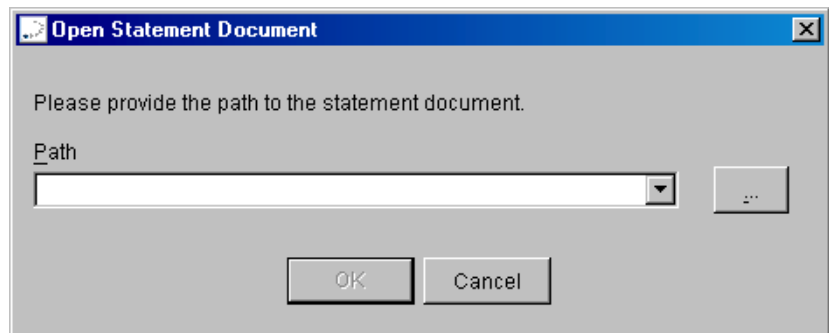 Open Statement Document
Please provide the path to the statement document.
Path
...
OK
Cancel